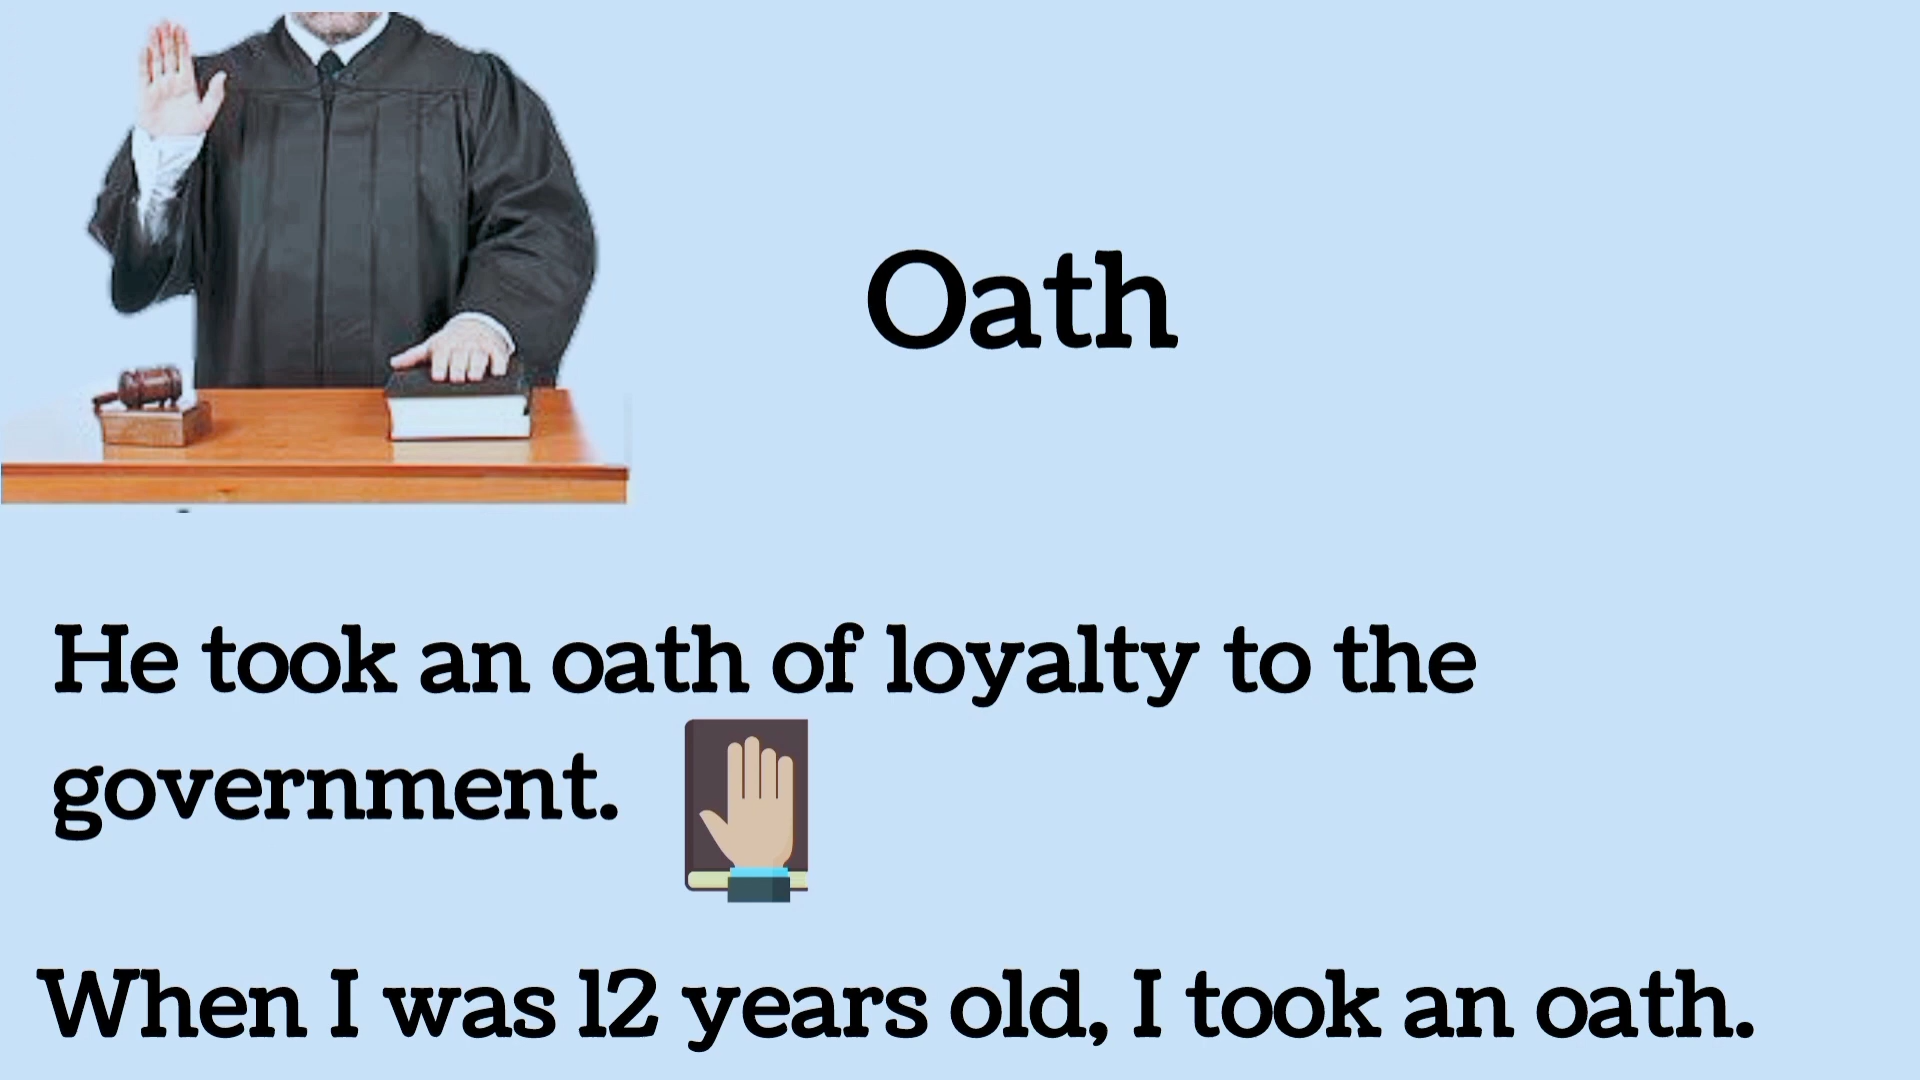 Oath
He took an oath of loyalty to the
government.
When I was 12 years old, I took an oath.